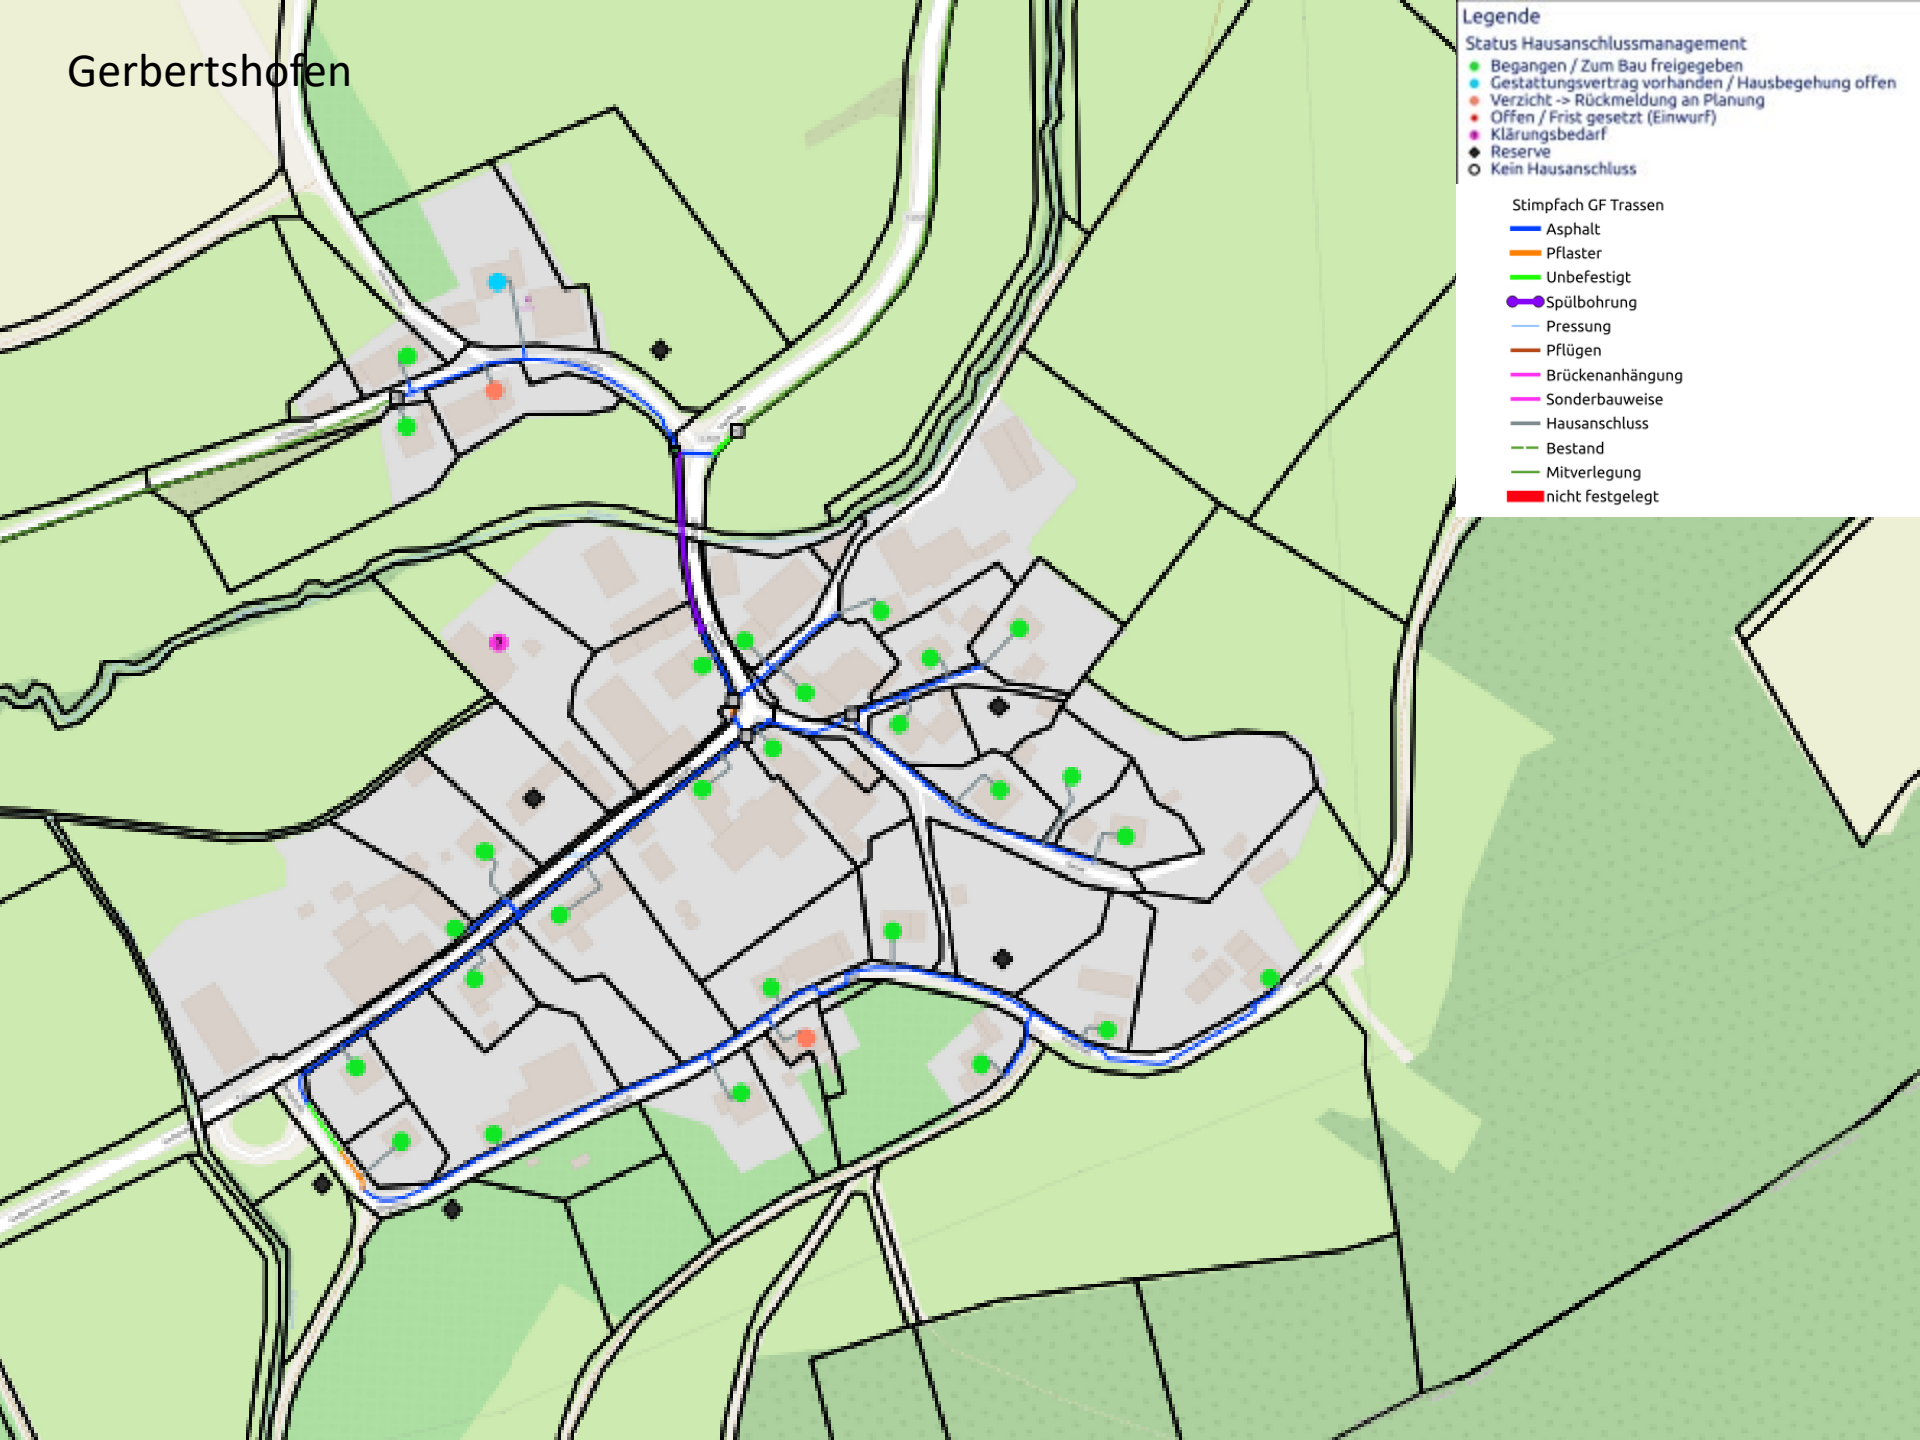 Gerbertshofen
Legende
Status Hausanschlussmanagement
Begangen / Zum Bau freigegeben
Gestattungsvertrag vorhanden / Hausbegehung offen
Verzicht -> Rückmeldung an Planung
Offen / Frist gesetzt (Einwurf)
Klärungsbedarf
Reserve
Kein Hausanschluss
Stimpfach GF Trassen
Asphalt
Pflaster
Unbefestigt
Spülbohrung
Pressung
Pflügen
Brückenanhängung
Sonderbauweise
Hausanschluss
Bestand
Mitverlegung
nicht festgelegt